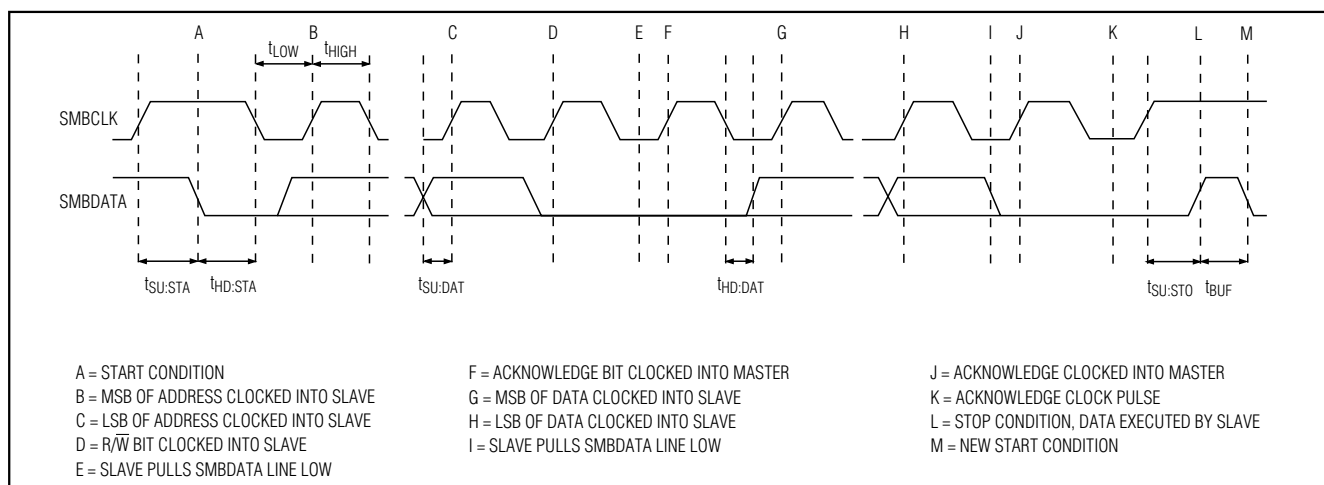 A B C D E F G H I J K L M
tLOW tHIGH
SMBCLK
SMBDATA
tSU:STA tHD:STA tSU:DAT tHD:DAT tSU:STO tBUF
A = START CONDITION
B = MSB OF ADDRESS CLOCKED INTO SLAVE
C = LSB OF ADDRESS CLOCKED INTO SLAVE
D = R/W̅ BIT CLOCKED INTO SLAVE
E = SLAVE PULLS SMBDATA LINE LOW
F = ACKNOWLEDGE BIT CLOCKED INTO MASTER
G = MSB OF DATA CLOCKED INTO SLAVE
H = LSB OF DATA CLOCKED INTO SLAVE
I = SLAVE PULLS SMBDATA LINE LOW
J = ACKNOWLEDGE CLOCKED INTO MASTER
K = ACKNOWLEDGE CLOCK PULSE
L = STOP CONDITION, DATA EXECUTED BY SLAVE
M = NEW START CONDITION